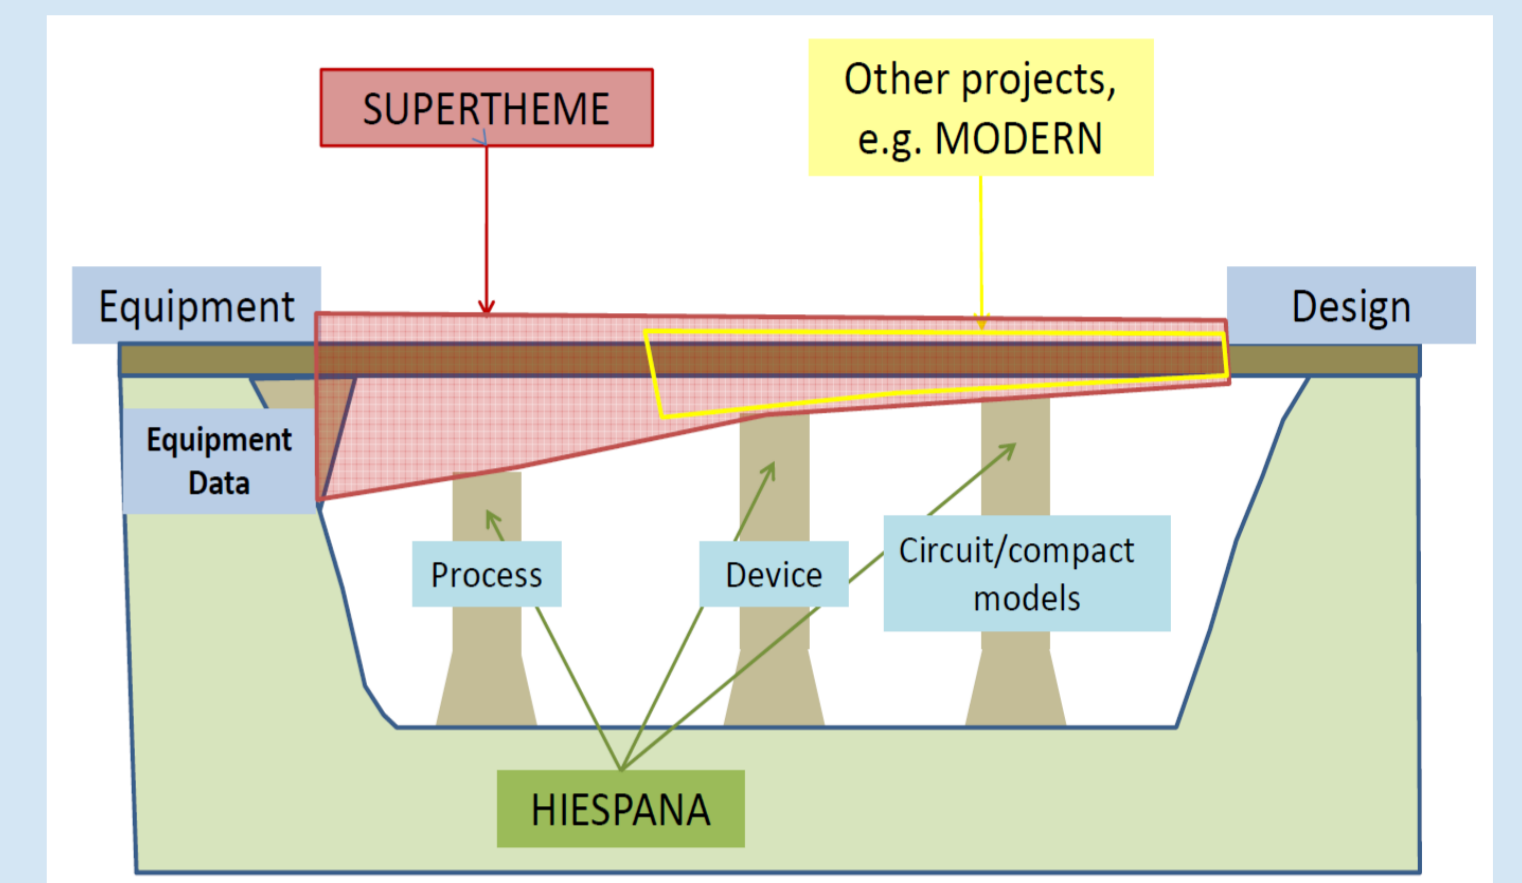 SUPERTHEME
Other projects,
e.g. MODERN
Equipment
Design
Equipment
Data
Process
Device
Circuit/compact
models
HIESPANA